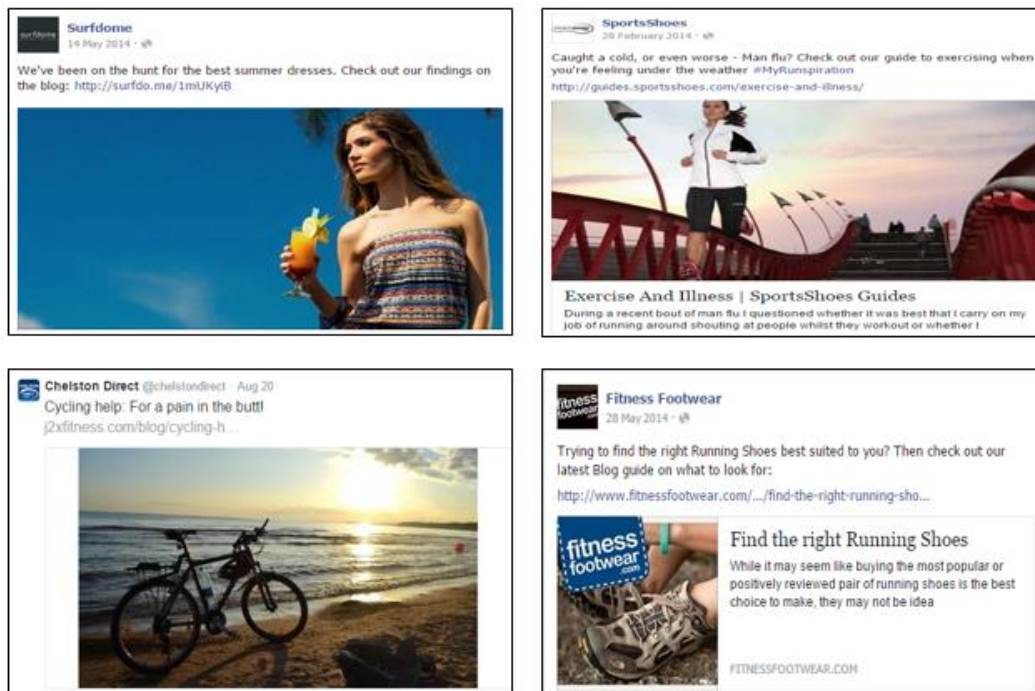 surfdome
Surfdome
14 May 2014
We've been on the hunt for the best summer dresses. Check out our findings on
the blog: http://surfdo.me/1mUKyiB
SportsShoes
28 February 2014
Caught a cold, or even worse - Man flu? Check out our guide to exercising when
you're feeling under the weather #MyRunspiration
http://guides.sportsshoes.com/exercise-and-illness/
Exercise And Illness | SportsShoes Guides
During a recent bout of man flu I questioned whether it was best that I carry on my
job of running around shouting at people whilst they workout or whether I
Chelston Direct @chelstondirect · Aug 20
Cycling help: For a pain in the butt!
j2xfitness.com/blog/cycling-h...
fitness
footwear
Fitness Footwear
28 May 2014
Trying to find the right Running Shoes best suited to you? Then check out our
latest Blog guide on what to look for:
http://www.fitnessfootwear.com/.../find-the-right-running-sho...
fitness
footwear
.com
Find the right Running Shoes
While it may seem like buying the most popular or
positively reviewed pair of running shoes is the best
choice to make, they may not be idea
FITNESSFOOTWEAR.COM